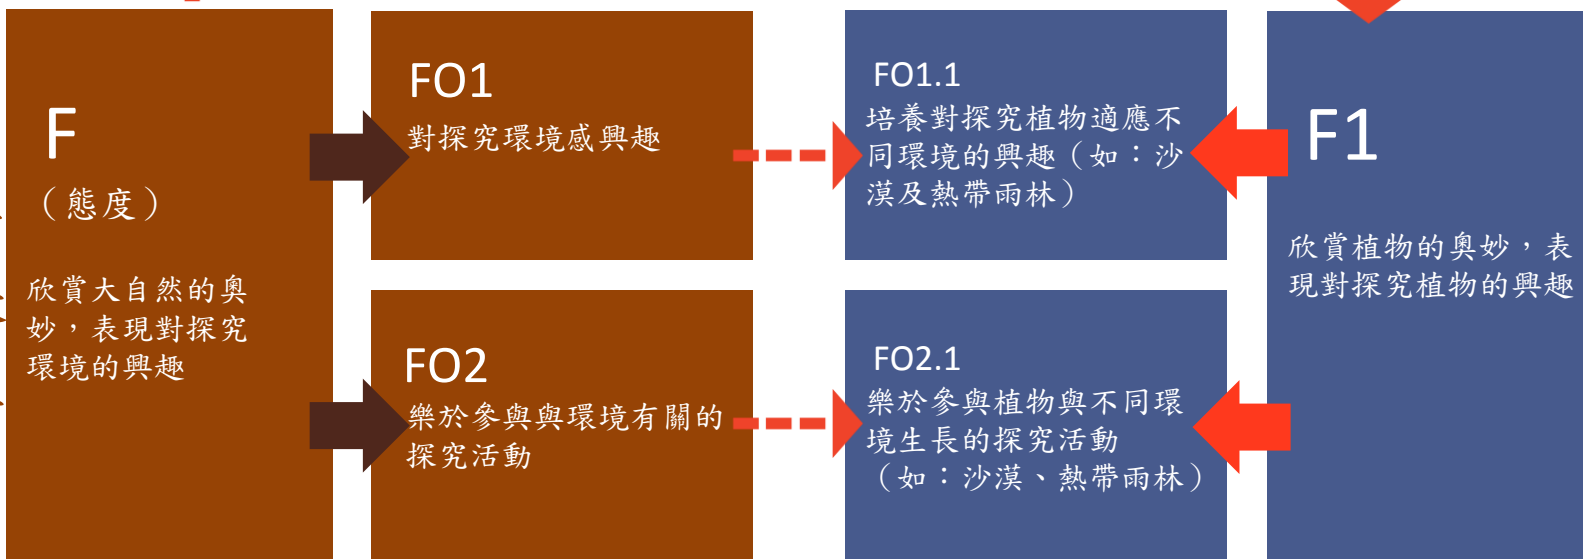 F
（態度）
欣賞大自然的奧
妙，表現對探究
環境的興趣
FO1
對探究環境感興趣
FO2
樂於參與與環境有關的
探究活動
FO1.1
培養對探究植物適應不
同環境的興趣（如：沙
漠及熱帶雨林）
FO2.1
樂於參與植物與不同環
境生長的探究活動
（如：沙漠、熱帶雨林）
F1
欣賞植物的奧妙，表
現對探究植物的興趣